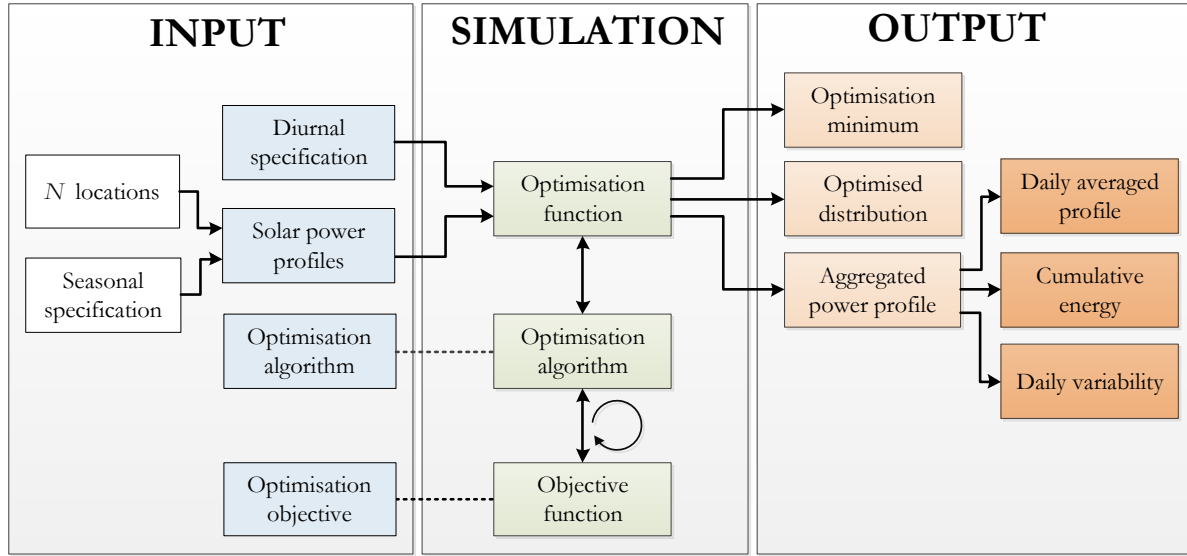 INPUT
SIMULATION
OUTPUT
Diurnal
specification
N locations
Solar power
profiles
Seasonal
specification
Optimisation
algorithm
Optimisation
objective
Optimisation
function
Optimisation
algorithm
Objective
function
Optimisation
minimum
Optimised
distribution
Aggregated
power profile
Daily averaged
profile
Cumulative
energy
Daily variability